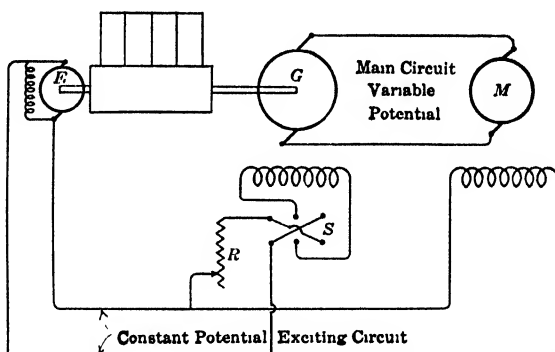 E
G
Main Circuit
Variable
Potential
M
S
R
Constant Potential Exciting Circuit